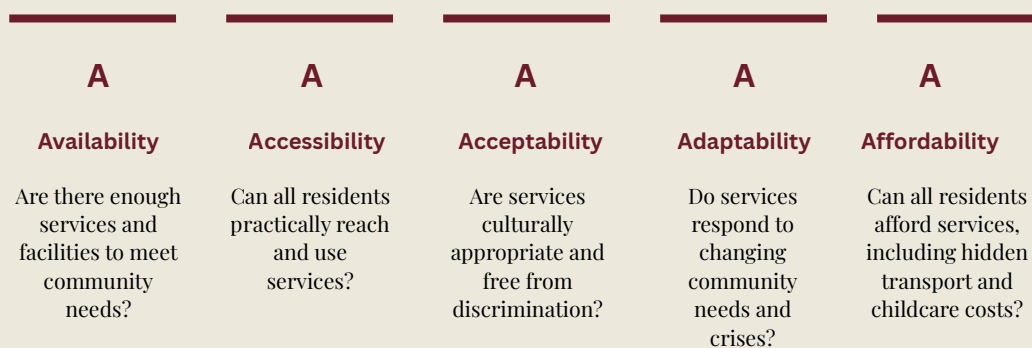 A
Availability
Are there enough
services and
facilities to meet
community
needs?
A
Accessibility
Can all residents
practically reach
and use
services?
A
Acceptability
Are services
culturally
appropriate and
free from
discrimination?
A
Adaptability
Do services
respond to
changing
community
needs and
crises?
A
Affordability
Can all residents
afford services,
including hidden
transport and
childcare costs?